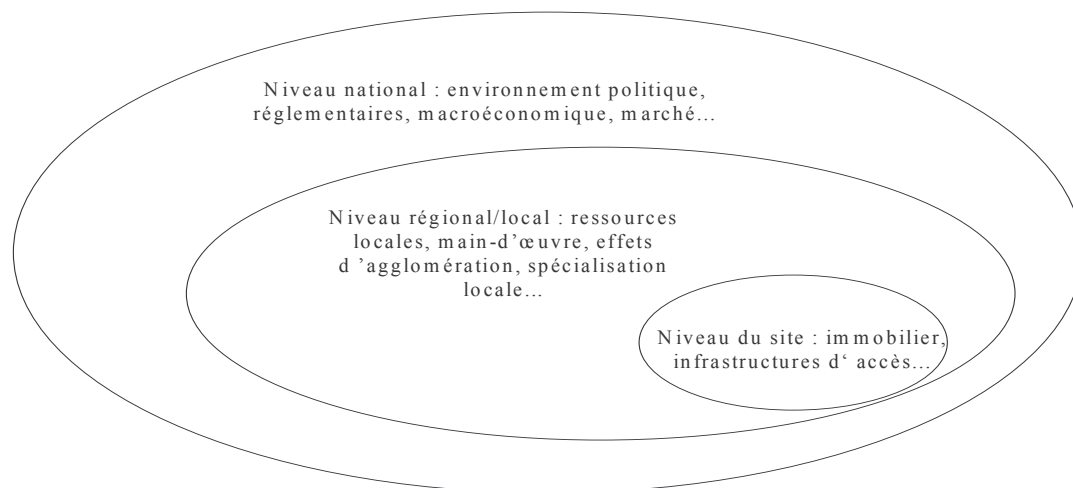 Niveau national : environnement politique,
réglementaires, macroéconomique, marché...
Niveau régional/local : ressources
locales, main-d'œuvre, effets
d 'agglomération, spécialisation
locale...
Niveau du site : immobilier,
infrastructures d‘ accès...